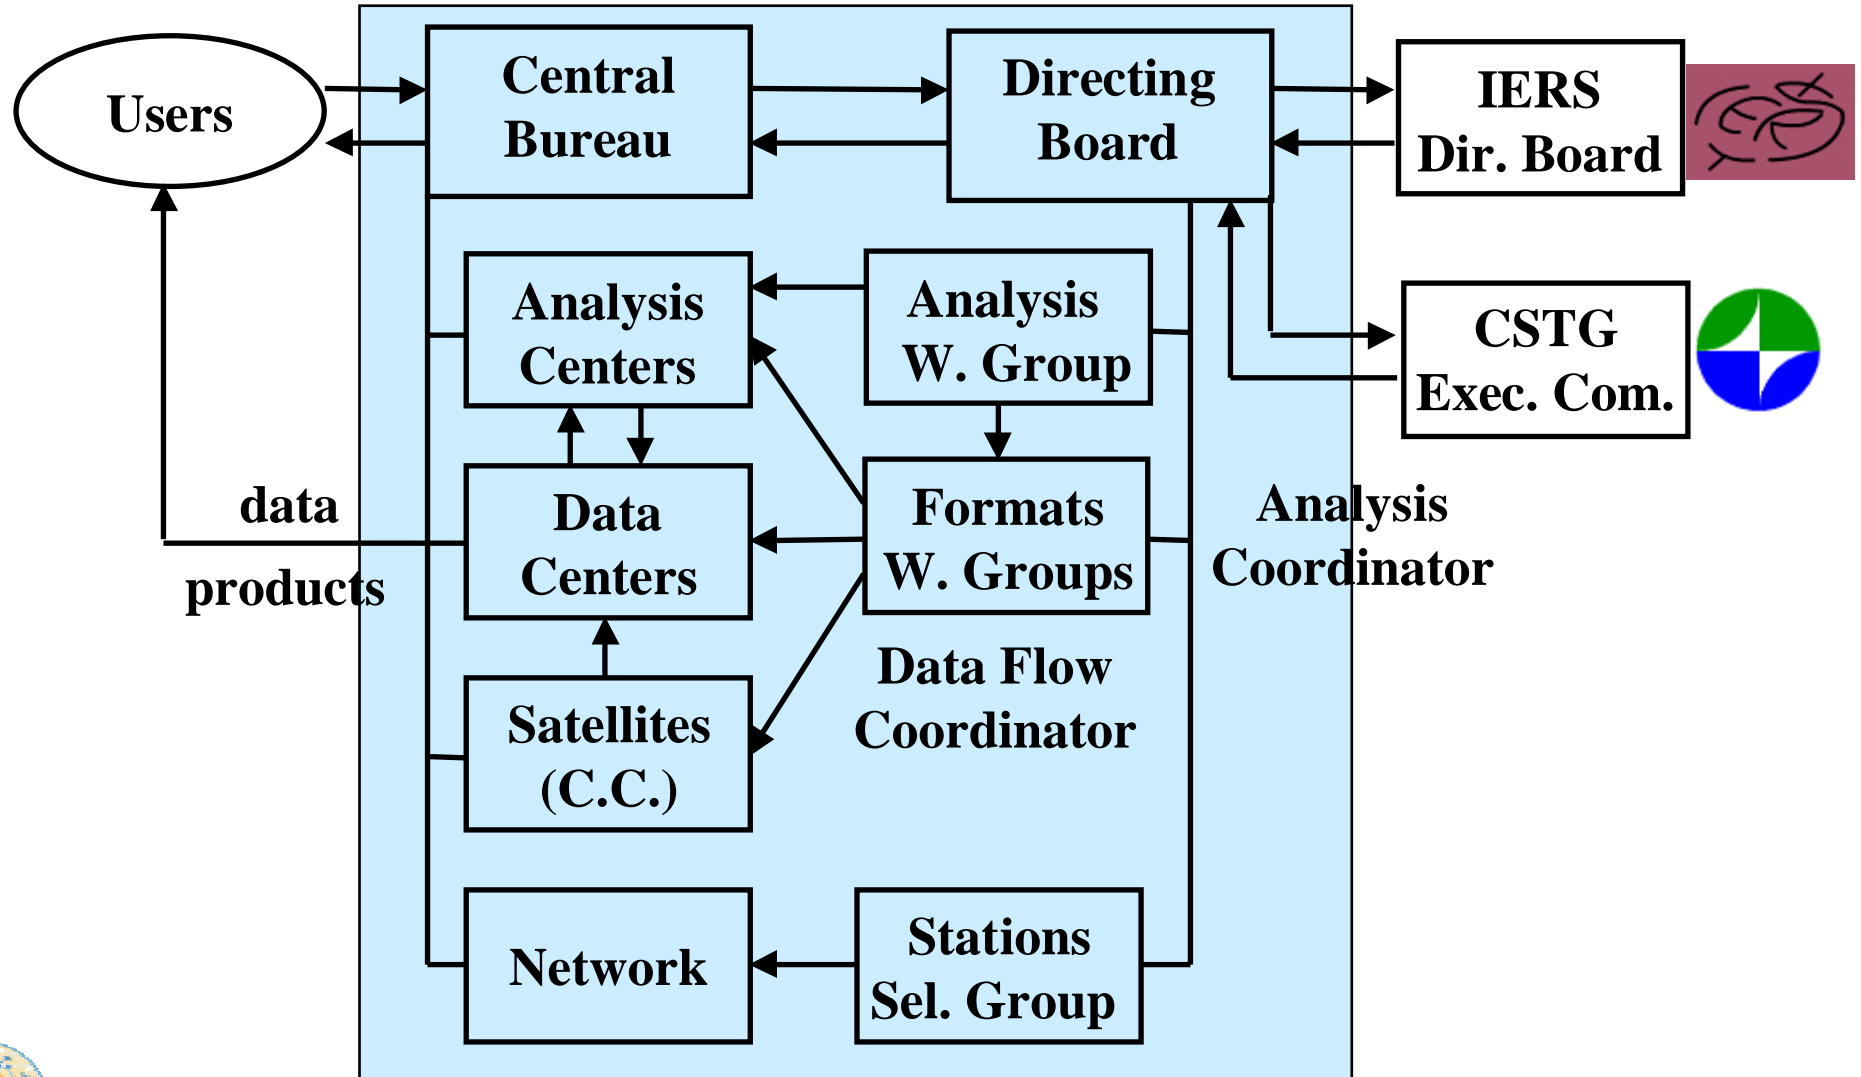 Users
Central
Bureau
Directing
Board
IERS
Dir. Board
Analysis
Centers
Analysis
W. Group
CSTG
Exec. Com.
data
products
Data
Centers
Formats
W. Groups
Analysis
Coordinator
Satellites
(C.C.)
Data Flow
Coordinator
Network
Stations
Sel. Group